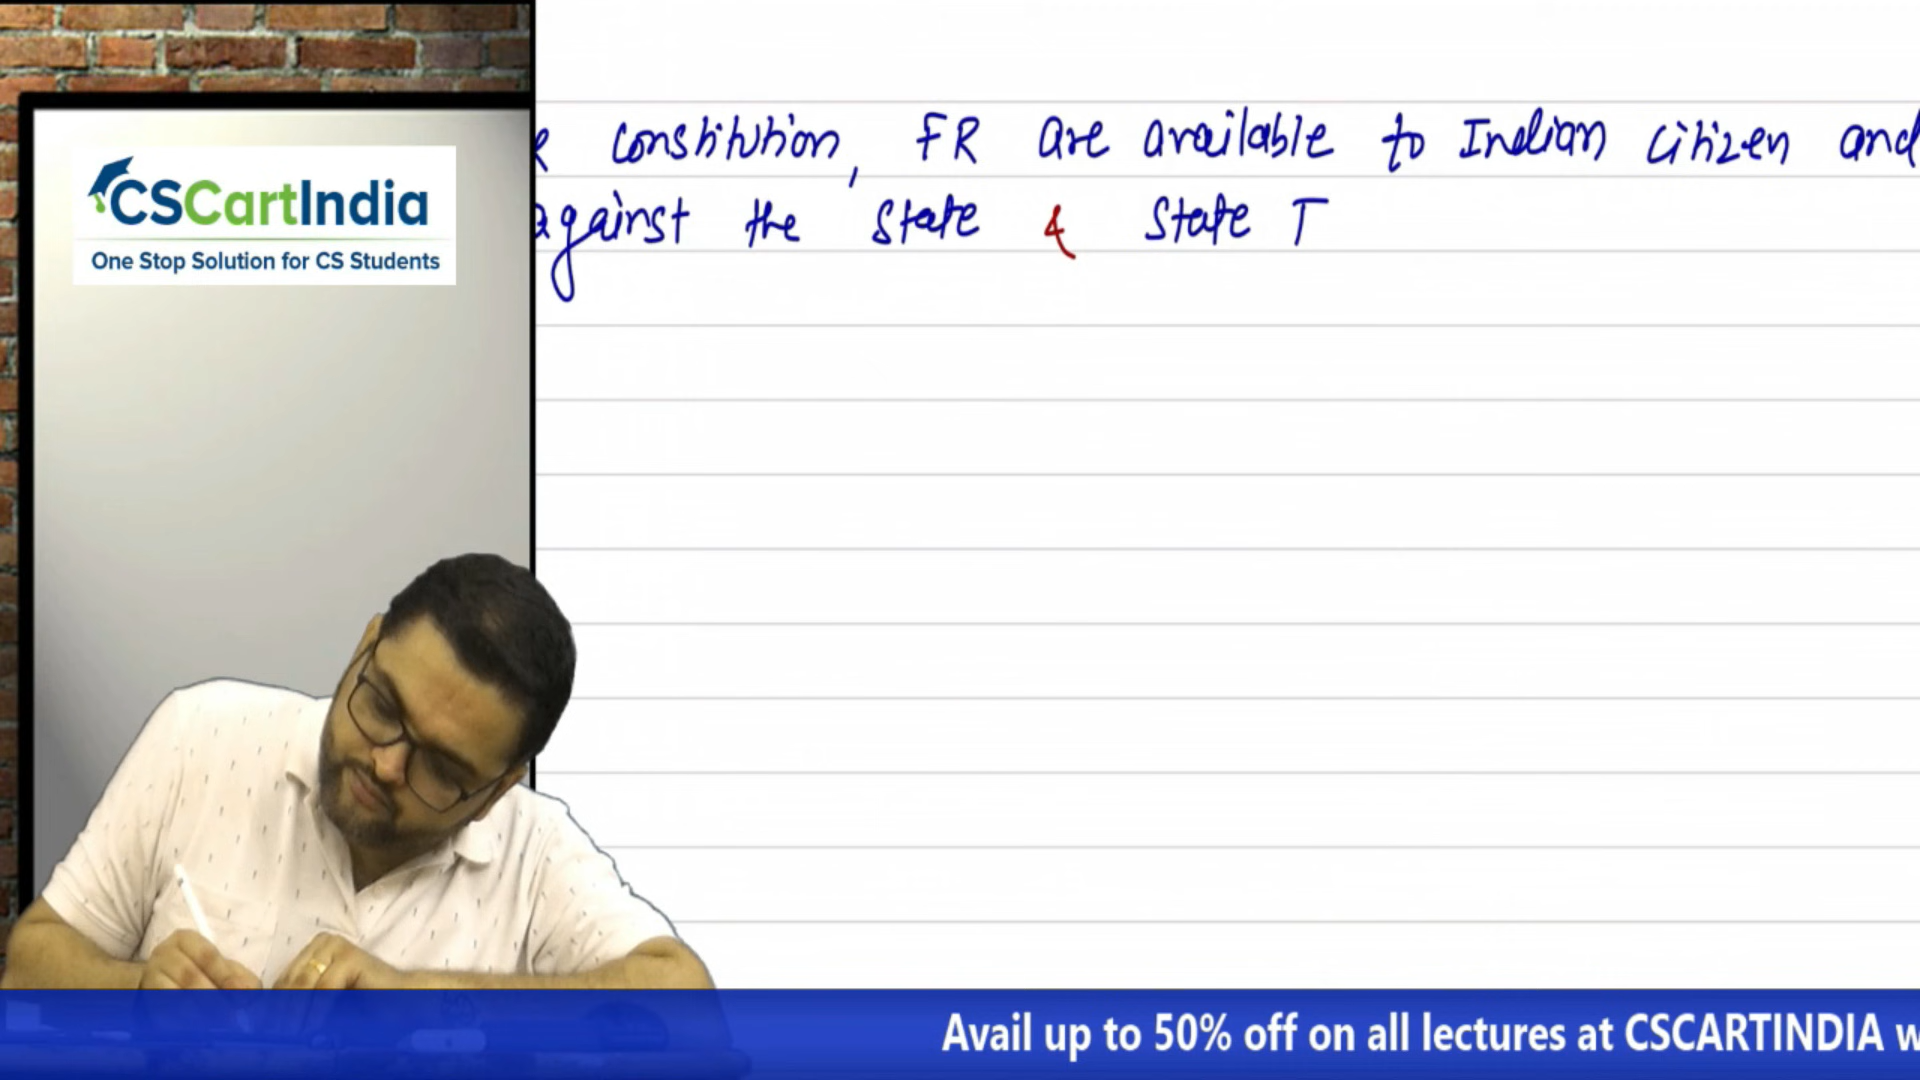 CSCartIndia
One Stop Solution for CS Students
constitution, FR are available to Indian citizen and
against the state & state T
Avail up to 50% off on all lectures at CSCARTINDIA w